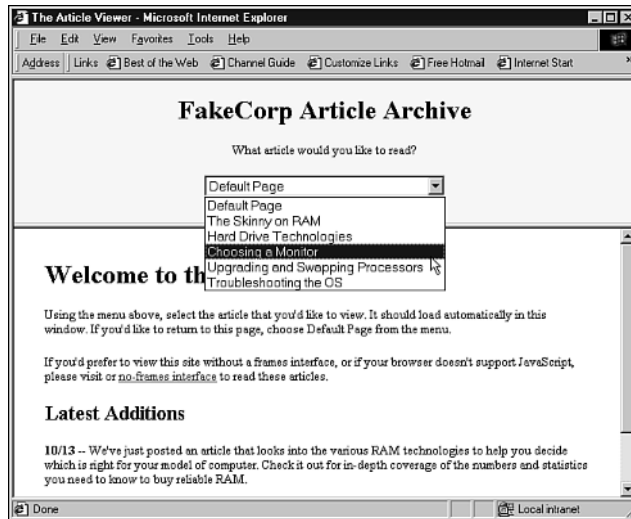 The Article Viewer - Microsoft Internet Explorer
File Edit View Favorites Tools Help
Address Links Best of the Web Channel Guide Customize Links Free Hotmail Internet Start »
FakeCorp Article Archive
What article would you like to read?
Default Page
Default Page
The Skinny on RAM
Hard Drive Technologies
Choosing a Monitor
Upgrading and Swapping Processors
Troubleshooting the OS
Welcome to th
Using the menu above, select the article that you'd like to view. It should load automatically in this
window. If you'd like to return to this page, choose Default Page from the menu.
If you'd prefer to view this site without a frames interface, or if your browser doesn't support JavaScript,
please visit or no-frames interface to read these articles.
Latest Additions
10/13 -- We've just posted an article that looks into the various RAM technologies to help you decide
which is right for your model of computer. Check it out for in-depth coverage of the numbers and statistics
you need to know to buy reliable RAM.
Done
Local intranet